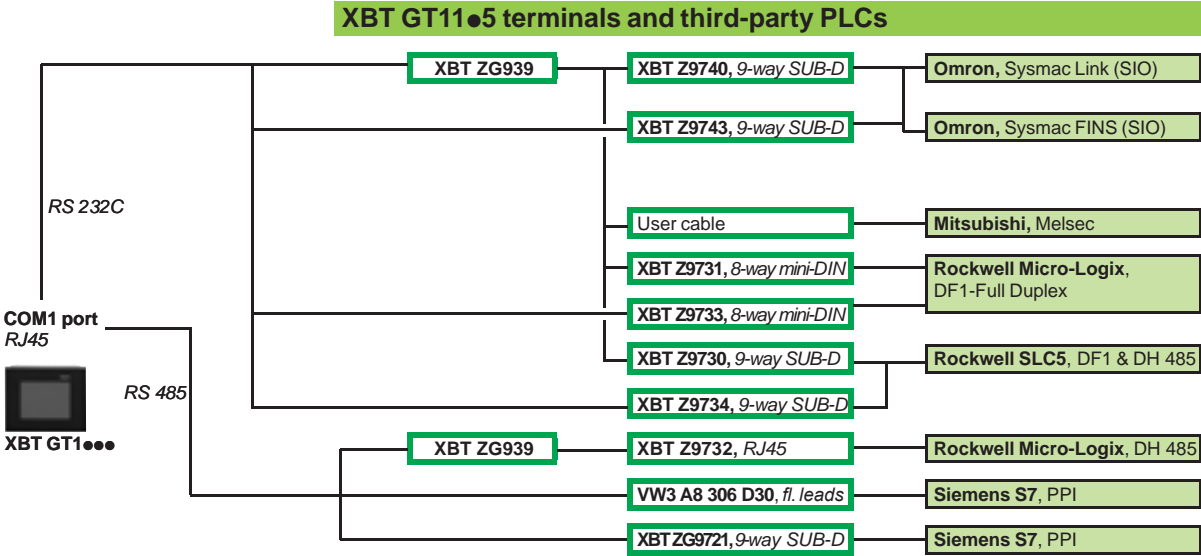 XBT GT11●5 terminals and third-party PLCs
XBT ZG939
XBT Z9740, 9-way SUB-D
Omron, Sysmac Link (SIO)
XBT Z9743, 9-way SUB-D
Omron, Sysmac FINS (SIO)
RS 232C
User cable
Mitsubishi, Melsec
XBT Z9731, 8-way mini-DIN
Rockwell Micro-Logix,
DF1-Full Duplex
XBT Z9733, 8-way mini-DIN
COM1 port
RJ45
XBT Z9730, 9-way SUB-D
Rockwell SLC5, DF1 & DH 485
RS 485
XBT Z9734, 9-way SUB-D
XBT GT1●●●
XBT ZG939
XBT Z9732, RJ45
Rockwell Micro-Logix, DH 485
VW3 A8 306 D30, fl. leads
Siemens S7, PPI
XBT ZG9721, 9-way SUB-D
Siemens S7, PPI